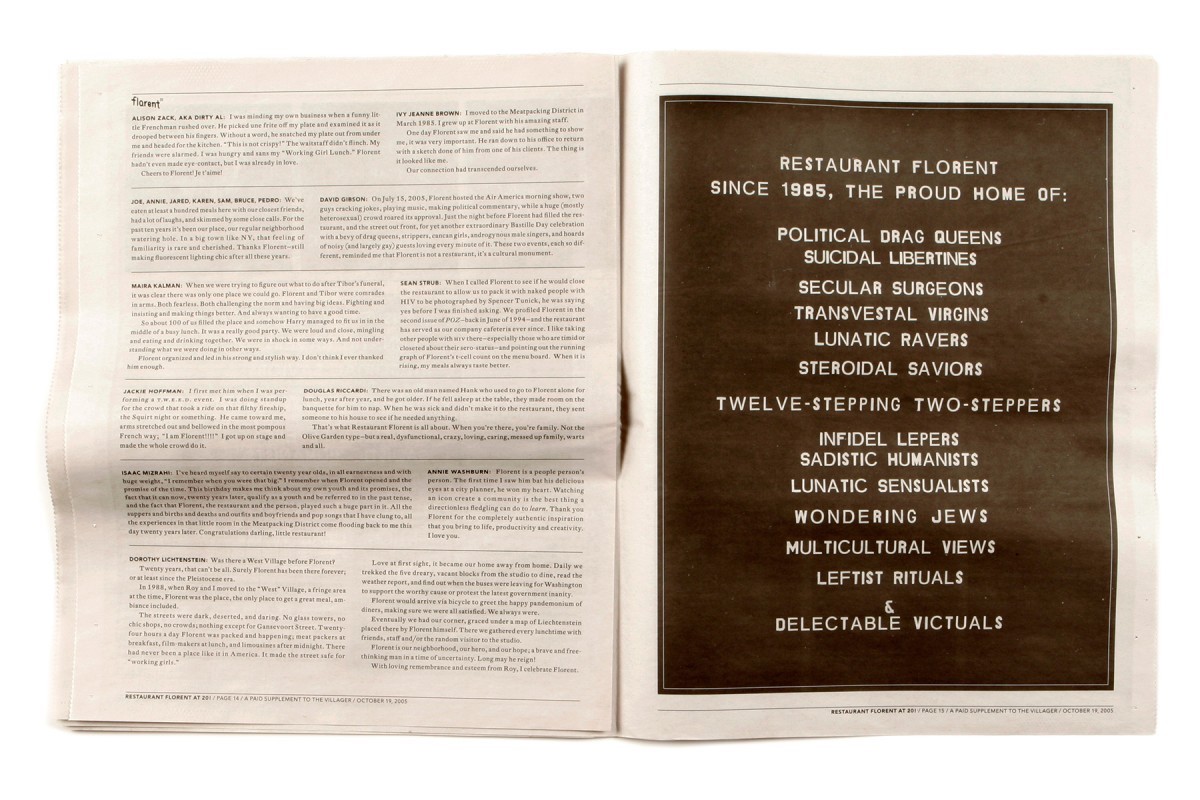 florent
ALISON ZACK, AKA DIRTY AL: I was minding my own business when a funny lit-
tle Frenchman rushed over. He picked one frite off my plate and examined it as it
drooped between his fingers. Without a word, he snatched my plate out from under
me and headed for the kitchen. "This is not crispy!" The waitstaff didn't flinch. My
friends were alarmed. I was hungry and sans my "Working Girl Lunch." Florent
hadn't even made eye-contact, but I was already in love.
Cheers to Florent! Je t'aime!
IVY JEANNE BROWN: I moved to the Meatpacking District in
March 1985. I grew up at Florent with his amazing staff.
One day Florent saw me and said he had something to show
me, it was very important. He ran down to his office to return
with a sketch done of him from one of his clients. The thing is
it looked like me.
Our connection had transcended ourselves.
JOE, ANNIE, JARED, KAREN, SAM, BRUCE, PEDRO: We've
eaten at least a hundred meals here with our closest friends,
had a lot of laughs, and skimmed by some close calls. For the
past ten years it's been our place, our regular neighborhood
watering hole. In a big town like NY, that feeling of
familiarity is rare and cherished. Thanks Florent–still
making fluorescent lighting chic after all these years.
DAVID GIBSON: On July 15, 2005, Florent hosted the Air America morning show, two
guys cracking jokes, playing music, making political commentary, while a huge (mostly
heterosexual) crowd roared its approval. Just the night before Florent had filled the res-
taurant, and the street out front, for yet another extraordinary Bastille Day celebration
with a bevy of drag queens, strippers, cancan girls, androgynous male singers, and hoards
of noisy (and largely gay) guests loving every minute of it. These two events, each so dif-
ferent, reminded me that Florent is not a restaurant, it's a cultural monument.
MAIRA KALMAN: When we were trying to figure out what to do after Tibor's funeral,
it was clear there was only one place we could go. Florent and Tibor were comrades
in arms. Both fearless. Both challenging the norm and having big ideas. Fighting and
insisting and making things better. And always wanting to have a good time.
So about 100 of us filled the place and somehow Harry managed to fit us in in the
middle of a busy lunch. It was a really good party. We were loud and close, mingling
and eating and drinking together. We were in shock in some ways. And not under-
standing what we were doing in other ways.
Florent organized and led in his strong and stylish way. I don't think I ever thanked
him enough.
SEAN STRUB: When I called Florent to see if he would close
the restaurant to allow us to pack it with naked people with
HIV to be photographed by Spencer Tunick, he was saying
yes before I was finished asking. We profiled Florent in the
second issue of POZ–back in June of 1994–and the restaurant
has served as our company cafeteria ever since. I like taking
other people with HIV there–especially those who are timid or
closeted about their sero-status–and pointing out the running
graph of Florent's t-cell count on the menu board. When it is
rising, my meals always taste better.
JACKIE HOFFMAN: I first met him when I was per-
forming a T.W.E.E.D. event. I was doing standup
for the crowd that took a ride on that filthy fireship,
the Squirt night or something. He came toward me,
arms stretched out and bellowed in the most pompous
French way, "I am Florent!!!!" I got up on stage and
made the whole crowd do it.
DOUGLAS RICCARDI: There was an old man named Hank who used to go to Florent alone for
lunch, year after year, and he got older. If he fell asleep at the table, they made room on the
banquette for him to nap. When he was sick and didn't make it to the restaurant, they sent
someone to his house to see if he needed anything.
That's what Restaurant Florent is all about. When you're there, you're family. Not the
Olive Garden type–but a real, dysfunctional, crazy, loving, caring, messed up family, warts
and all.
ISAAC MIZRAHI: I've heard myself say to certain twenty year olds, in all earnestness and with
huge weight, "I remember when you were that big." I remember when Florent opened and the
promise of the time. This birthday makes me think about my own youth and its promises, the
fact that it can now, twenty years later, qualify as a youth and be referred to in the past tense,
and the fact that Florent, the restaurant and the person, played such a huge part in it. All the
suppers and births and deaths and outfits and boyfriends and pop songs that I have clung to, all
the experiences in that little room in the Meatpacking District come flooding back to me this
day twenty years later. Congratulations darling, little restaurant!
ANNIE WASHBURN: Florent is a people person's
person. The first time I saw him bat his delicious
eyes at a city planner, he won my heart. Watching
an icon create a community is the best thing a
directionless fledgling can do to learn. Thank you
Florent for the completely authentic inspiration
that you bring to life, productivity and creativity.
I love you.
DOROTHY LICHTENSTEIN: Was there a West Village before Florent?
Twenty years, that can't be all. Surely Florent has been there forever;
or at least since the Pleistocene era.
In 1988, when Roy and I moved to the "West" Village, a fringe area
at the time, Florent was the place, the only place to get a great meal, am-
biance included.
The streets were dark, deserted, and daring. No glass towers, no
chic shops, no crowds; nothing except for Gansevoort Street. Twenty-
four hours a day Florent was packed and happening; meat packers at
breakfast, film-makers at lunch, and limousines after midnight. There
had never been a place like it in America. It made the street safe for
"working girls."
Love at first sight, it became our home away from home. Daily we
trekked the five dreary, vacant blocks from the studio to dine, read the
weather report, and find out when the buses were leaving for Washington
to support the worthy cause or protest the latest government inanity.
Florent would arrive via bicycle to greet the happy pandemonium of
diners, making sure we were all satisfied. We always were.
Eventually we had our corner, graced under a map of Liechtenstein
placed there by Florent himself. There we gathered every lunchtime with
friends, staff and/or the random visitor to the studio.
Florent is our neighborhood, our hero, and our hope; a brave and free-
thinking man in a time of uncertainty. Long may he reign!
With loving remembrance and esteem from Roy, I celebrate Florent.
RESTAURANT FLORENT AT 20! / PAGE 14 / A PAID SUPPLEMENT TO THE VILLAGER / OCTOBER 19, 2005
RESTAURANT FLORENT
SINCE 1985, THE PROUD HOME OF:
POLITICAL DRAG QUEENS
SUICIDAL LIBERTINES
SECULAR SURGEONS
TRANSVESTAL VIRGINS
LUNATIC RAVERS
STEROIDAL SAVIORS
TWELVE-STEPPING TWO-STEPPERS
INFIDEL LEPERS
SADISTIC HUMANISTS
LUNATIC SENSUALISTS
WONDERING JEWS
MULTICULTURAL VIEWS
LEFTIST RITUALS
&
DELECTABLE VICTUALS
RESTAURANT FLORENT AT 20! / PAGE 15 / A PAID SUPPLEMENT TO THE VILLAGER / OCTOBER 19, 2005